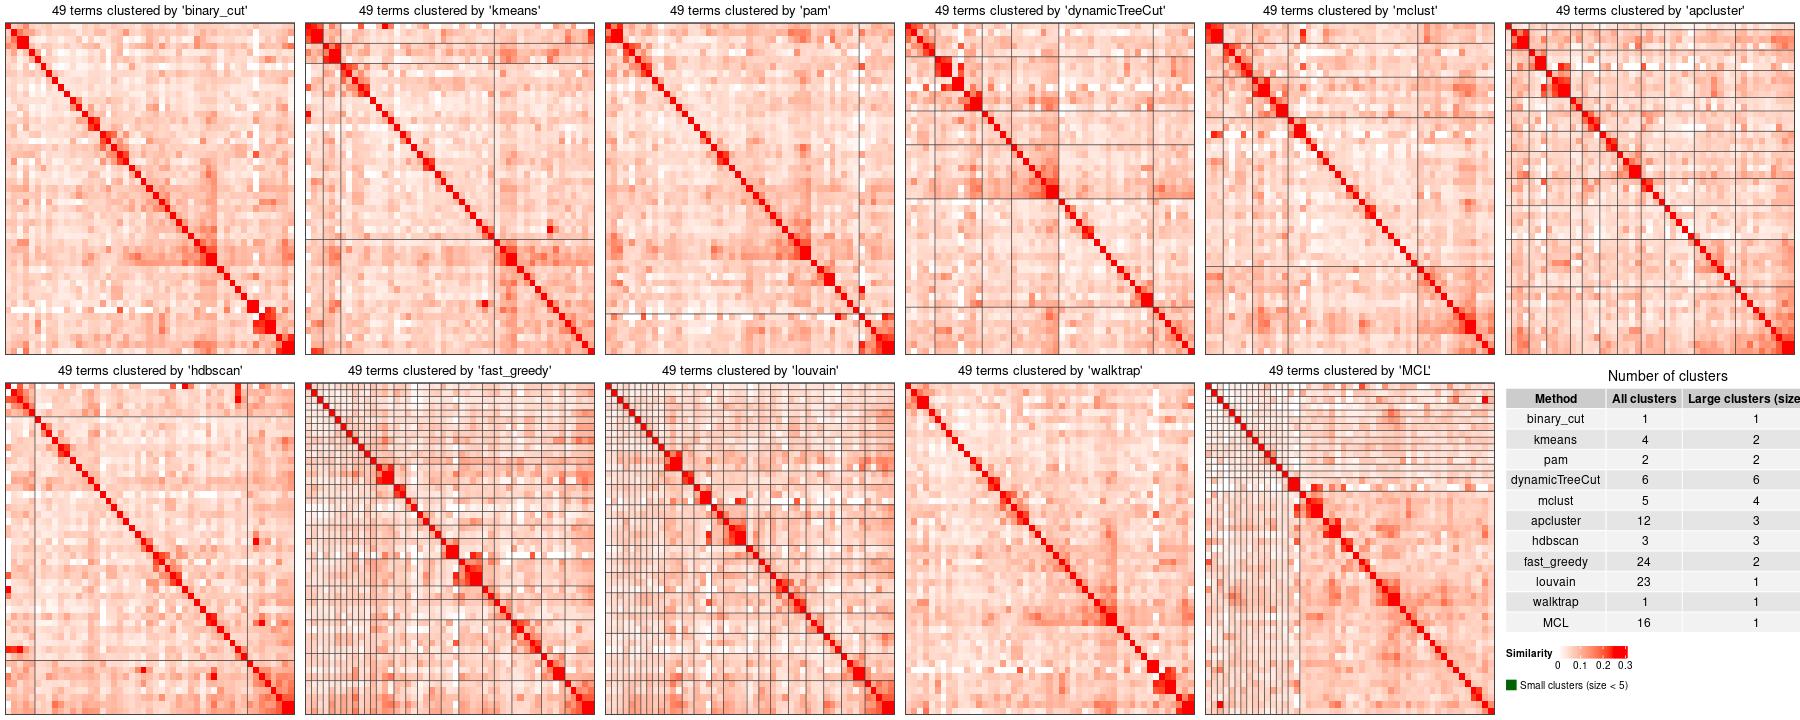 49 terms clustered by 'binary_cut'
49 terms clustered by 'kmeans'
49 terms clustered by 'pam'
49 terms clustered by 'dynamicTreeCut'
49 terms clustered by 'mclust'
49 terms clustered by 'apcluster'
49 terms clustered by 'hdbscan'
49 terms clustered by 'fast_greedy'
49 terms clustered by 'louvain'
49 terms clustered by 'walktrap'
49 terms clustered by 'MCL'
Number of clusters
Method All clusters Large clusters (size
binary_cut 1 1
kmeans 4 2
pam 2 2
dynamicTreeCut 6 6
mclust 5 4
apcluster 12 3
hdbscan 3 3
fast_greedy 24 2
louvain 23 1
walktrap 1 1
MCL 16 1
Similarity
0 0.1 0.2 0.3
Small clusters (size < 5)